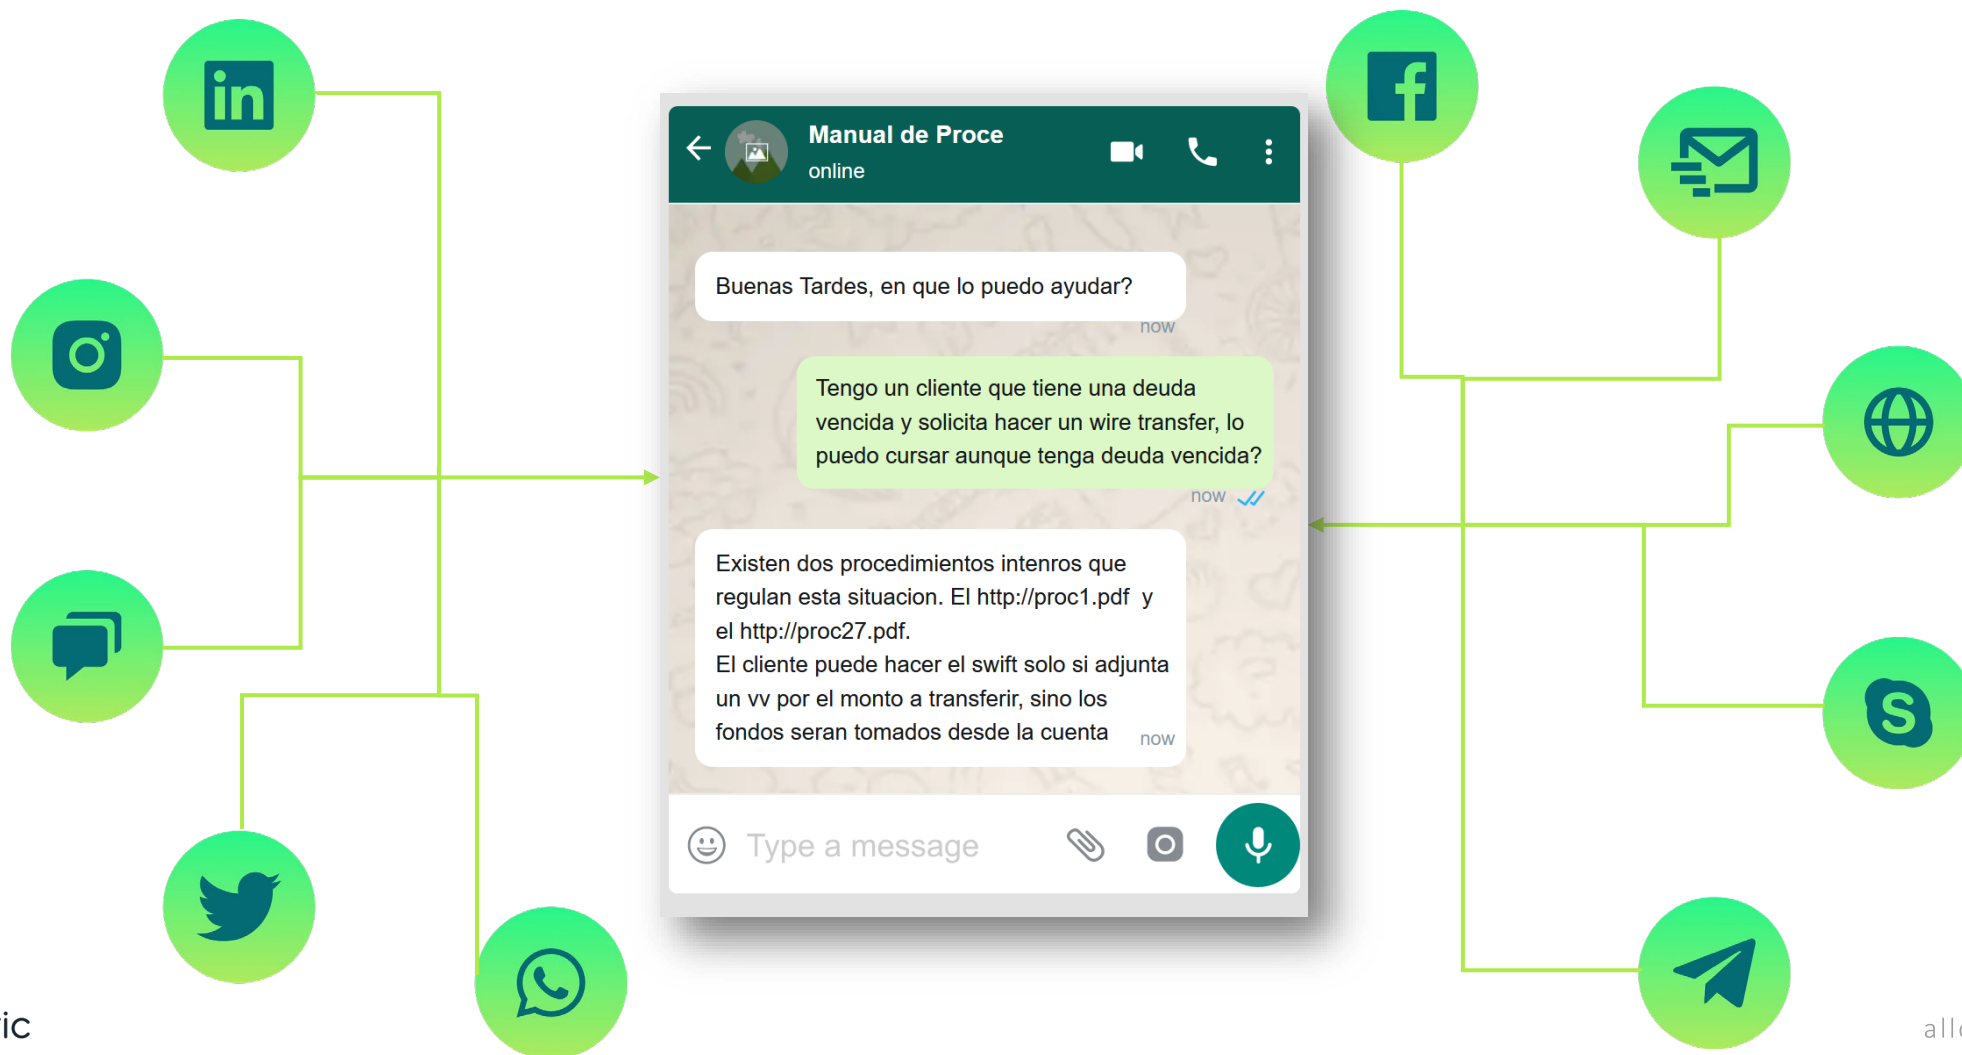 Manual de Proce
online
Buenas Tardes, en que lo puedo ayudar?
now
Tengo un cliente que tiene una deuda
vencida y solicita hacer un wire transfer, lo
puedo cursar aunque tenga deuda vencida?
now
Existen dos procedimientos intenros que
regulan esta situacion. El http://proc1.pdf y
el http://proc27.pdf.
El cliente puede hacer el swift solo si adjunta
un vv por el monto a transferir, sino los
fondos seran tomados desde la cuenta
now
Type a message